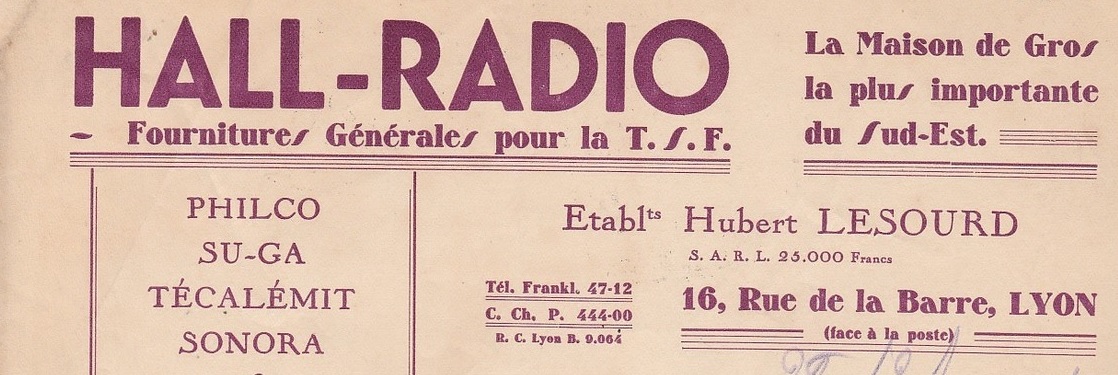 HALL-RADIO
- Fournitures Générales pour la T.S.F.
La Maison de Gros
la plus importante
du Sud-Est.
PHILCO
SU-GA
TÉCALÉMIT
SONORA
Etablts Hubert LESOURD
S. A. R. L. 25.000 Francs
Tél. Frankl. 47-12
C. Ch. P. 444-00
R. C. Lyon B. 9.064
16, Rue de la Barre, LYON
(face à la poste)